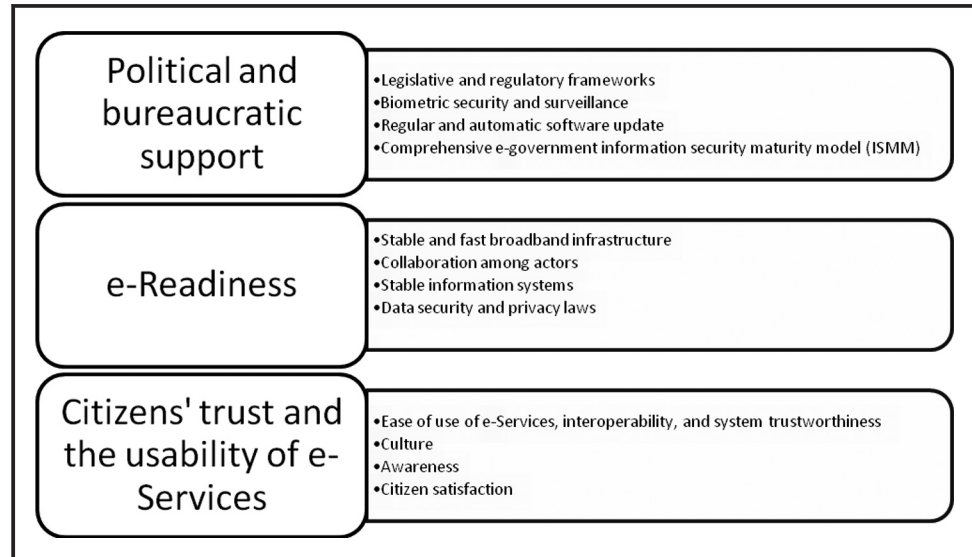 Political and
bureaucratic
support
•Legislative and regulatory frameworks
•Biometric security and surveillance
•Regular and automatic software update
•Comprehensive e-government information security maturity model (ISMM)
e-Readiness
•Stable and fast broadband infrastructure
•Collaboration among actors
•Stable information systems
•Data security and privacy laws
Citizens' trust and
the usability of e-
Services
•Ease of use of e-Services, interoperability, and system trustworthiness
•Culture
•Awareness
•Citizen satisfaction